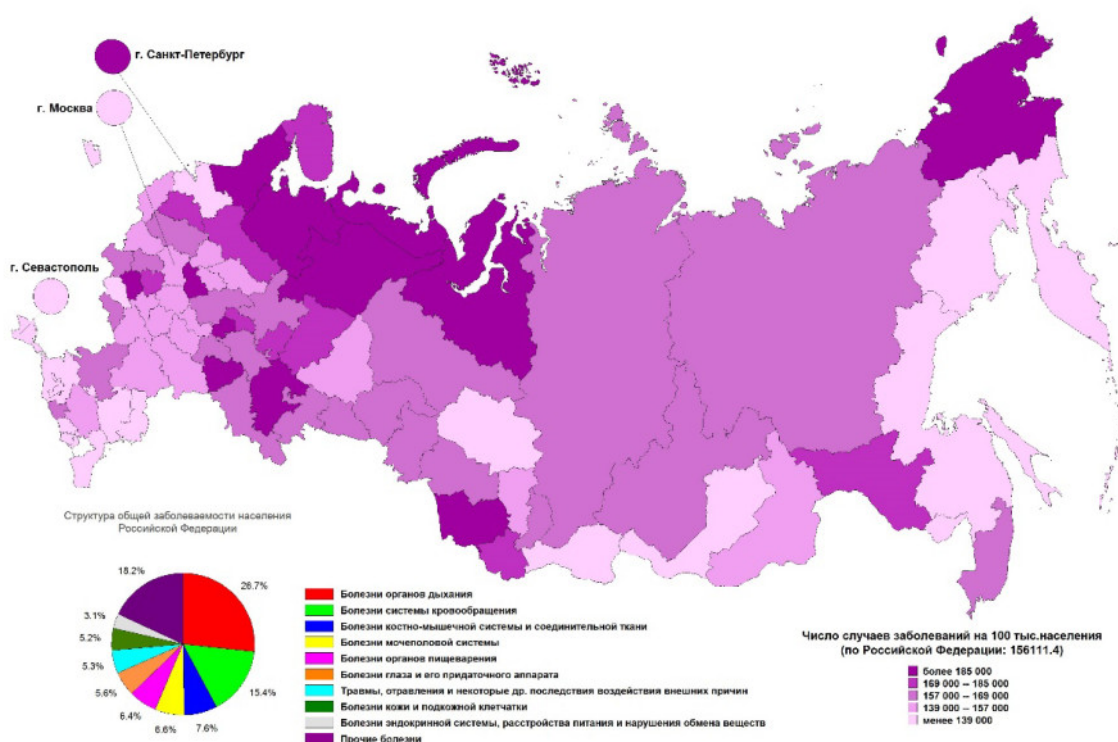 г. Санкт-Петербург
г. Москва
г. Севастополь
Структура общей заболеваемости населения
Российской Федерации
18.2%
26.7%
3.1%
5.2%
5.3%
5.6%
6.4%
6.6%
7.6%
15.4%
Болезни органов дыхания
Болезни системы кровообращения
Болезни костно-мышечной системы и соединительной ткани
Болезни мочеполовой системы
Болезни органов пищеварения
Болезни глаза и его придаточного аппарата
Травмы, отравления и некоторые др. последствия воздействия внешних причин
Болезни кожи и подкожной клетчатки
Болезни эндокринной системы, расстройства питания и нарушения обмена веществ
Прочие болезни
Число случаев заболеваний на 100 тыс.населения
(по Российской Федерации: 156111.4)
более 185 000
169 000 -- 185 000
157 000 -- 169 000
139 000 -- 157 000
менее 139 000